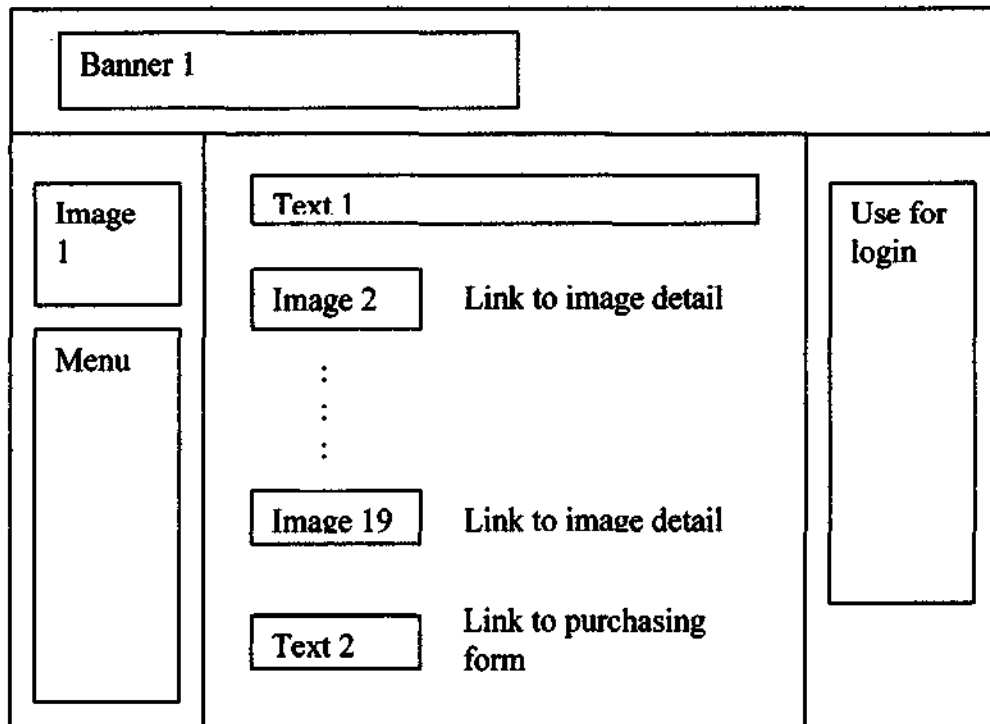 Banner 1
Image
1
Menu
Text 1
Image 2 Link to image detail
Image 19 Link to image detail
Text 2 Link to purchasing
form
Use for
login